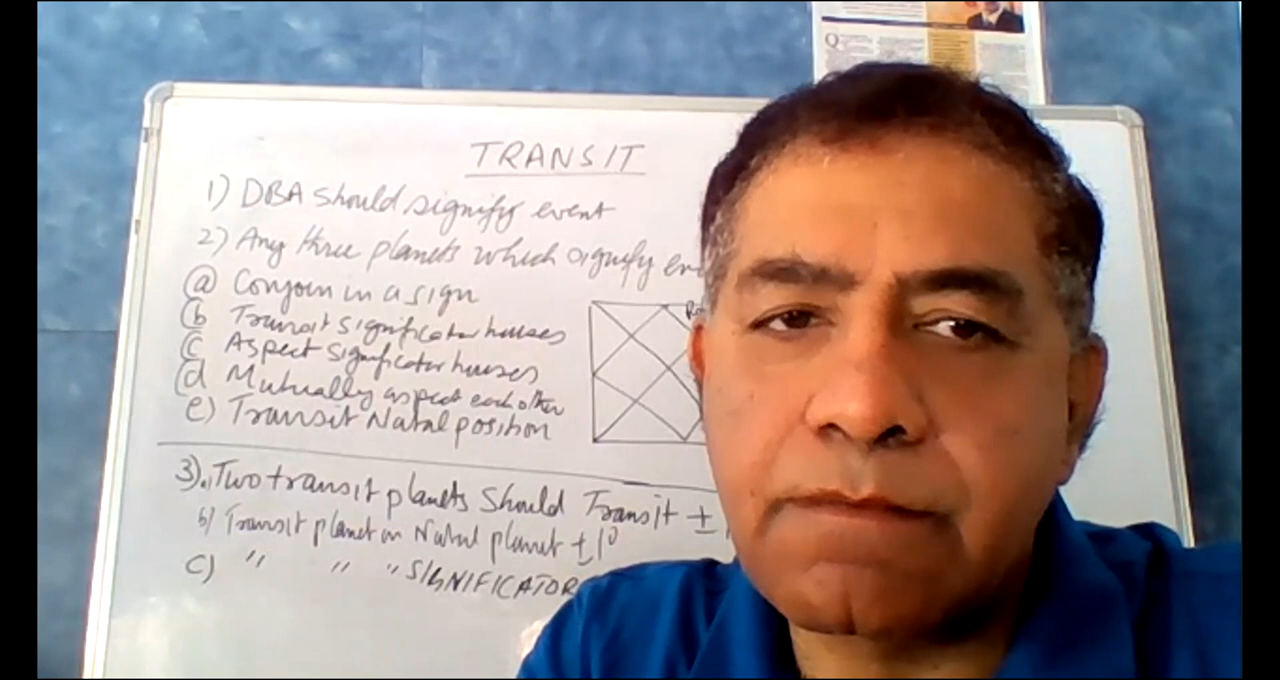 TRANSIT
1) DBA should signify event
2) Any three planets which signify
(a) Conjoin in a sign
(b Transit significator houses
(c Aspect significator houses
(d Mutually aspect each other
e) Transit Natal position
3). Two transit planets should Transit ±
b) Transit planet on Natal planet ±1°
c) " " " SIGNIFICATOR
Q